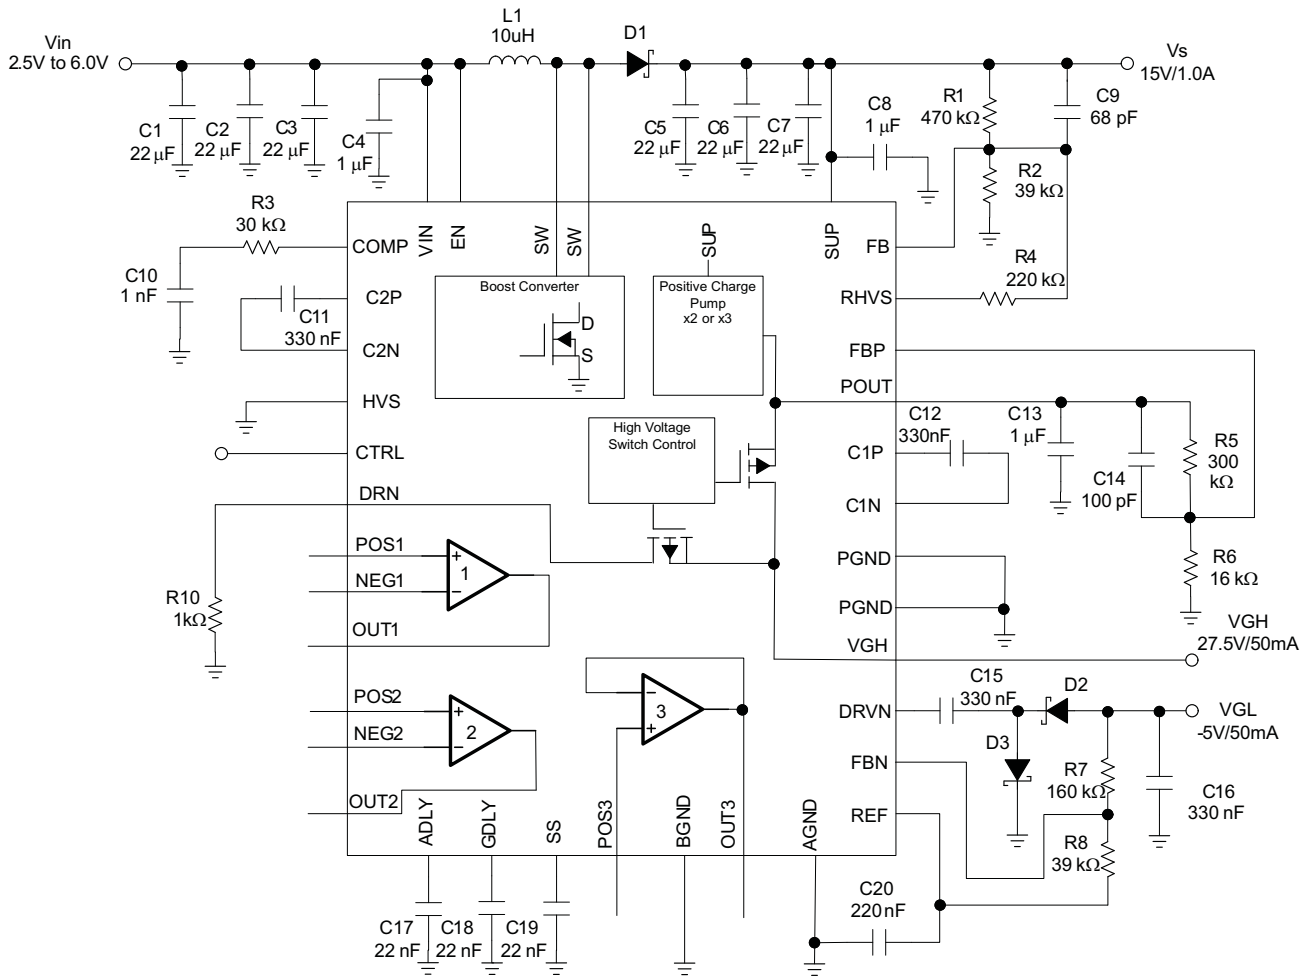 Vin
2.5V to 6.0V
L1
10uH
D1
Vs
15V/1.0A
C1
22 µF
C2
22 µF
C3
22 µF
C4
1 µF
C5
22 µF
C6
22 µF
C7
22 µF
C8
1 µF
R1
470 kΩ
C9
68 pF
R2
39 kΩ
R3
30 kΩ
C10
1 nF
C11
330 nF
R4
220 kΩ
COMP
VIN
EN
SW
SW
SUP
SUP
FB
C2P
C2N
HVS
CTRL
DRN
Boost Converter
D
S
Positive Charge
Pump
x2 or x3
High Voltage
Switch Control
RHVS
FBP
POUT
C12
330nF
C13
1 µF
C14
100 pF
R5
300
kΩ
C1P
C1N
PGND
PGND
R6
16 kΩ
VGH
VGH
27.5V/50mA
POS1
NEG1
OUT1
+
−
1
R10
1kΩ
POS2
NEG2
OUT2
+
−
2
−
+
3
C15
330 nF
D2
VGL
-5V/50mA
DRVN
D3
FBN
REF
R7
160 kΩ
C16
330 nF
R8
39 kΩ
ADLY
GDLY
SS
POS3
BGND
OUT3
AGND
C17
22 nF
C18
22 nF
C19
22 nF
C20
220 nF